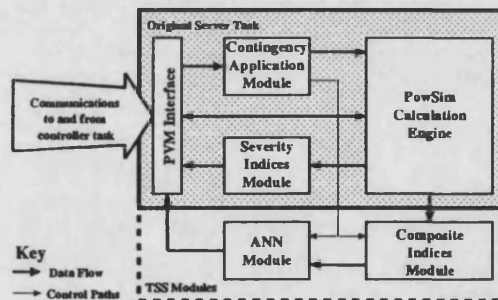 Original Server Task
Contingency
Application
Module
PowSim
Calculation
Engine
Communications
to and from
controller task
PVM Interface
Severity
Indices
Module
ANN
Module
Composite
Indices
Module
Key
Data Flow
Control Paths
TSS Modules